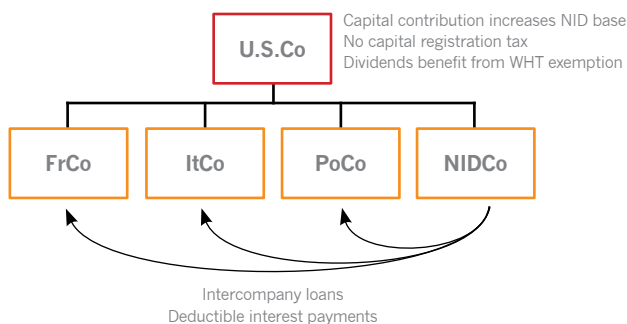 Capital contribution increases NID base
No capital registration tax
Dividends benefit from WHT exemption
U.S.Co
FrCo
ItCo
PoCo
NIDCo
Intercompany loans
Deductible interest payments